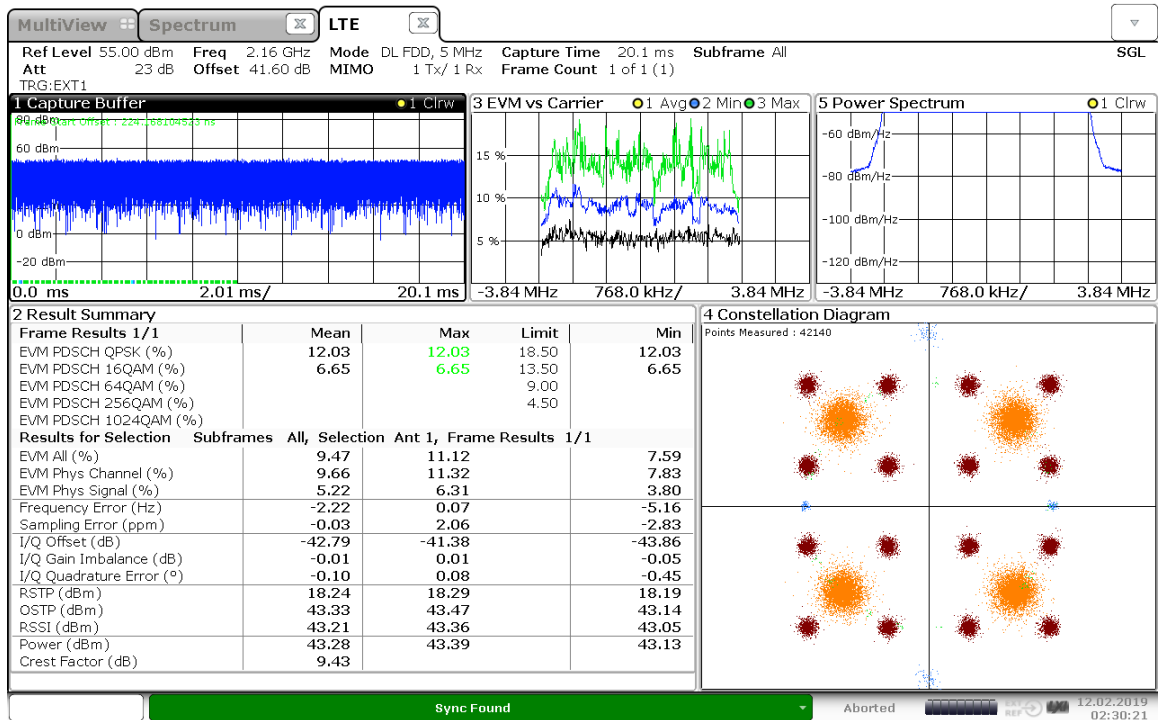 MultiView Spectrum LTE
Ref Level 55.00 dBm Freq 2.16 GHz Mode DL FDD, 5 MHz Capture Time 20.1 ms Subframe All SGL
Att 23 dB Offset 41.60 dB MIMO 1 Tx/ 1 Rx Frame Count 1 of 1 (1)
TRG:EXT1
1 Capture Buffer 1 Clrw
80 dBm
Frame Start Offset : 224.168104523 ns
60 dBm
0 dBm
-20 dBm
0.0 ms 2.01 ms/ 20.1 ms
3 EVM vs Carrier 1 Avg 2 Min 3 Max
15 %
10 %
5 %
-3.84 MHz 768.0 kHz/ 3.84 MHz
5 Power Spectrum 1 Clrw
-60 dBm/Hz
-80 dBm/Hz
-100 dBm/Hz
-120 dBm/Hz
-3.84 MHz 768.0 kHz/ 3.84 MHz
2 Result Summary
Frame Results 1/1 Mean Max Limit Min
EVM PDSCH QPSK (%) 12.03 12.03 18.50 12.03
EVM PDSCH 16QAM (%) 6.65 6.65 13.50 6.65
EVM PDSCH 64QAM (%) 9.00
EVM PDSCH 256QAM (%) 4.50
EVM PDSCH 1024QAM (%)
Results for Selection Subframes All, Selection Ant 1, Frame Results 1/1
EVM All (%) 9.47 11.12 7.59
EVM Phys Channel (%) 9.66 11.32 7.83
EVM Phys Signal (%) 5.22 6.31 3.80
Frequency Error (Hz) -2.22 0.07 -5.16
Sampling Error (ppm) -0.03 2.06 -2.83
I/Q Offset (dB) -42.79 -41.38 -43.86
I/Q Gain Imbalance (dB) -0.01 0.01 -0.05
I/Q Quadrature Error (°) -0.10 0.08 -0.45
RSTP (dBm) 18.24 18.29 18.19
OSTP (dBm) 43.33 43.47 43.14
RSSI (dBm) 43.21 43.36 43.05
Power (dBm) 43.28 43.39 43.13
Crest Factor (dB) 9.43
4 Constellation Diagram
Points Measured : 42140
Sync Found Aborted
EXT
REF
12.02.2019
02:30:21